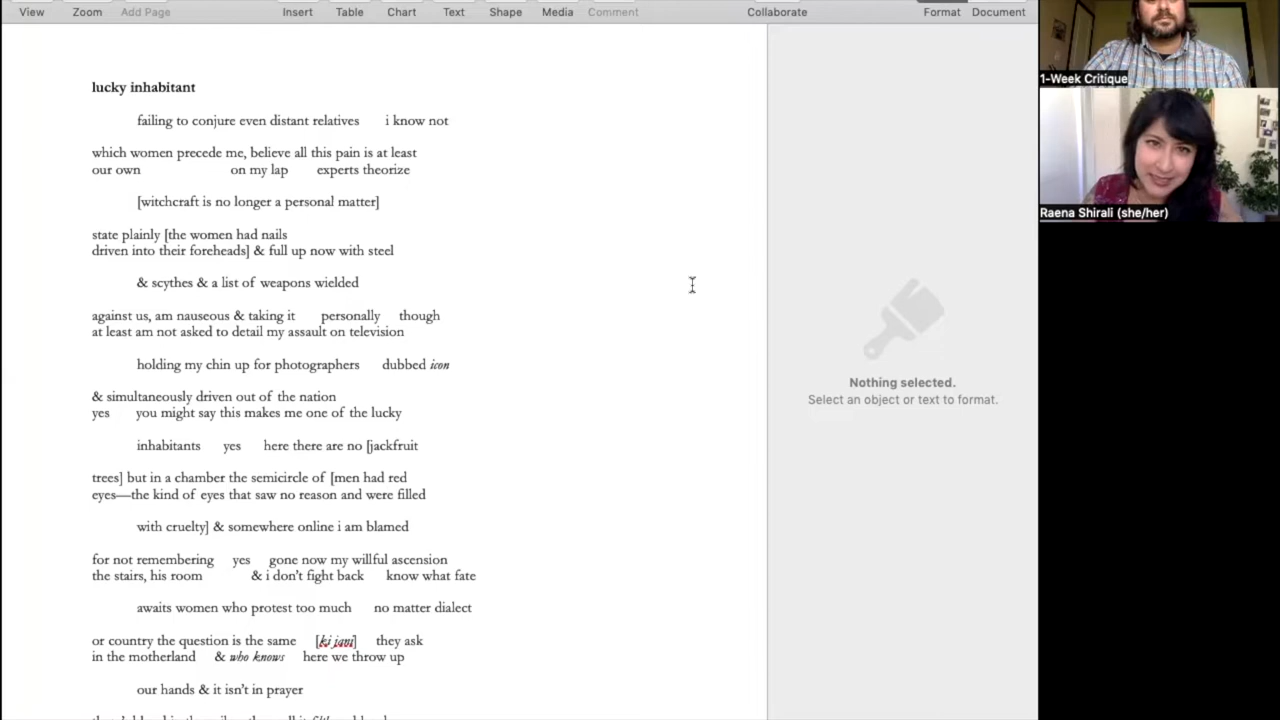 View Zoom Add Page Insert Table Chart Text Shape Media Comment Collaborate Format Document
lucky inhabitant
failing to conjure even distant relatives i know not
which women precede me, believe all this pain is at least
our own on my lap experts theorize
[witchcraft is no longer a personal matter]
state plainly [the women had nails
driven into their foreheads] & full up now with steel
& scythes & a list of weapons wielded
against us, am nauseous & taking it personally though
at least am not asked to detail my assault on television
holding my chin up for photographers dubbed icon
& simultaneously driven out of the nation
yes you might say this makes me one of the lucky
inhabitants yes here there are no [jackfruit
trees] but in a chamber the semicircle of [men had red
eyes—the kind of eyes that saw no reason and were filled
with cruelty] & somewhere online i am blamed
for not remembering yes gone now my willful ascension
the stairs, his room & i don't fight back know what fate
awaits women who protest too much no matter dialect
or country the question is the same [ki jani] they ask
in the motherland & who knows here we throw up
our hands & it isn't in prayer
Nothing selected.
Select an object or text to format.
1-Week Critique
Raena Shirali (she/her)